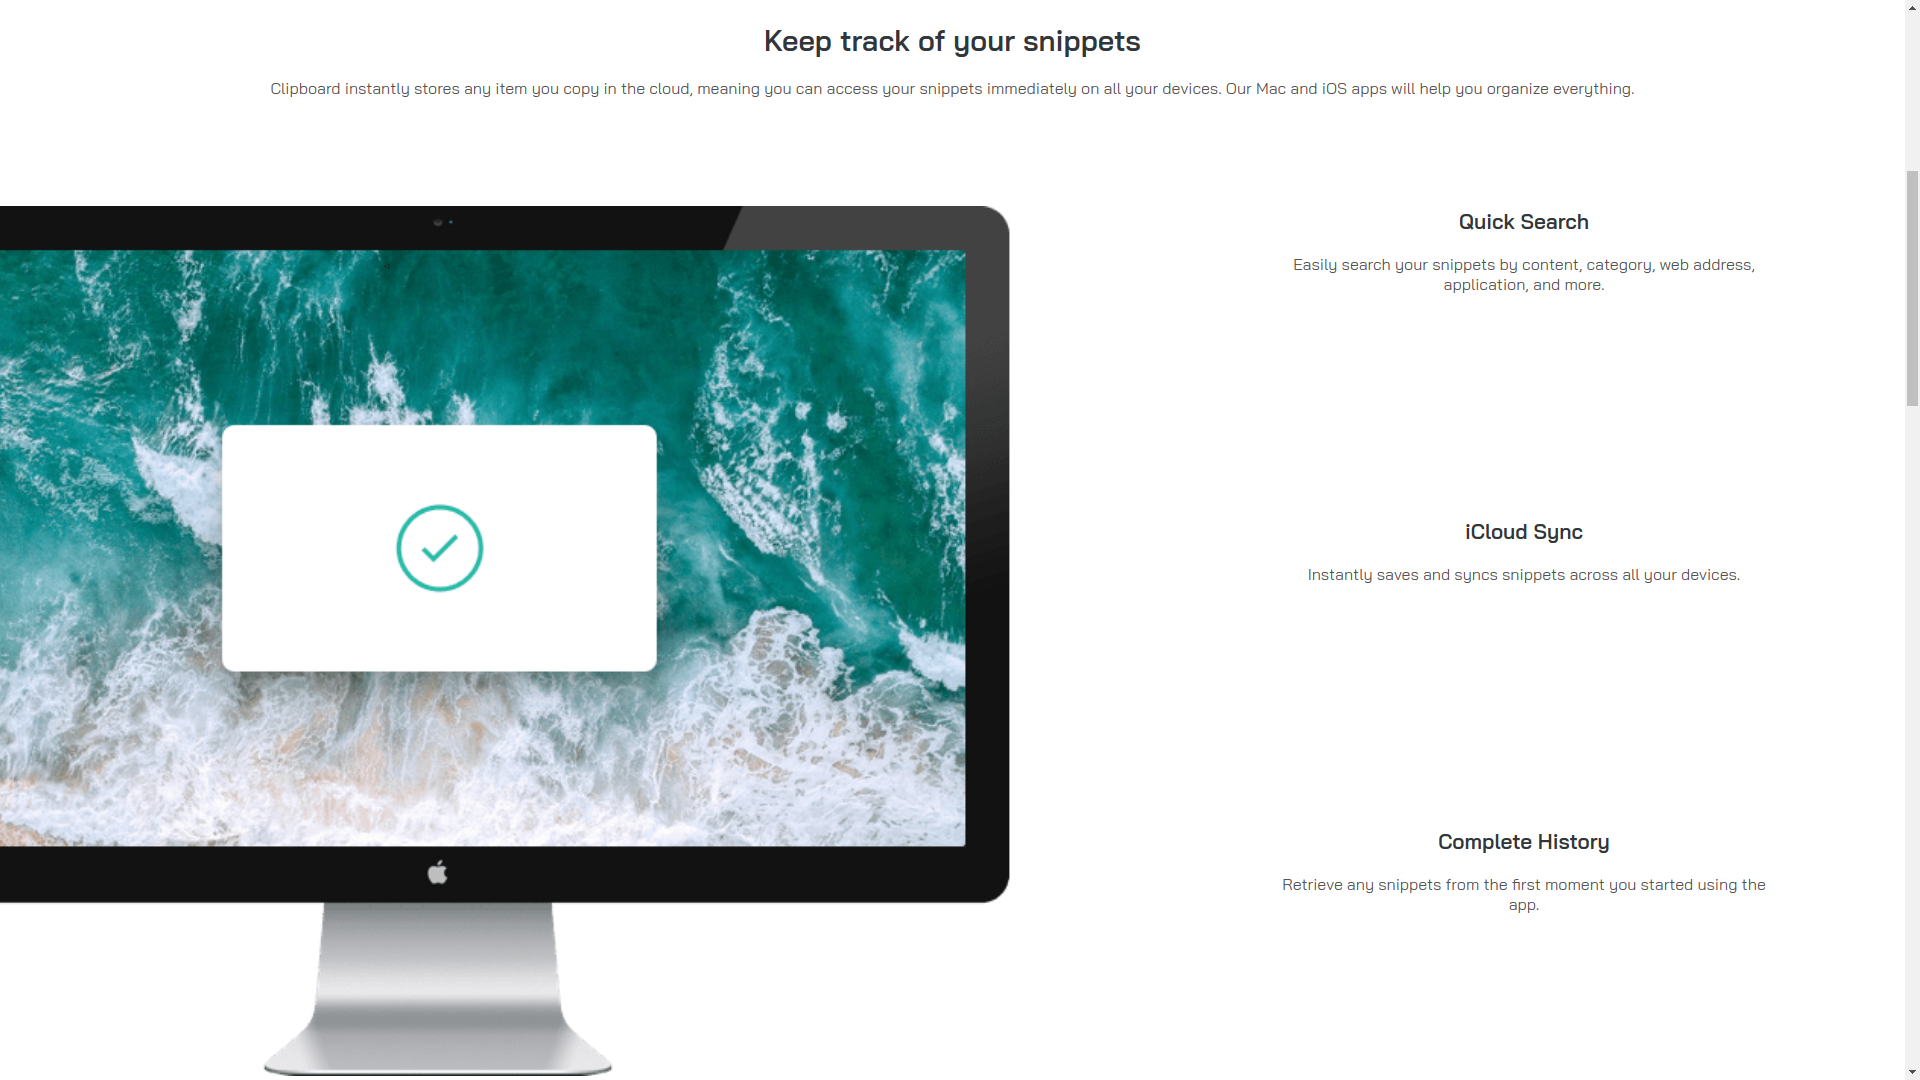 Keep track of your snippets
Clipboard instantly stores any item you copy in the cloud, meaning you can access your snippets immediately on all your devices. Our Mac and iOS apps will help you organize everything.
Quick Search
Easily search your snippets by content, category, web address,
application, and more.
iCloud Sync
Instantly saves and syncs snippets across all your devices.
Complete History
Retrieve any snippets from the first moment you started using the
app.